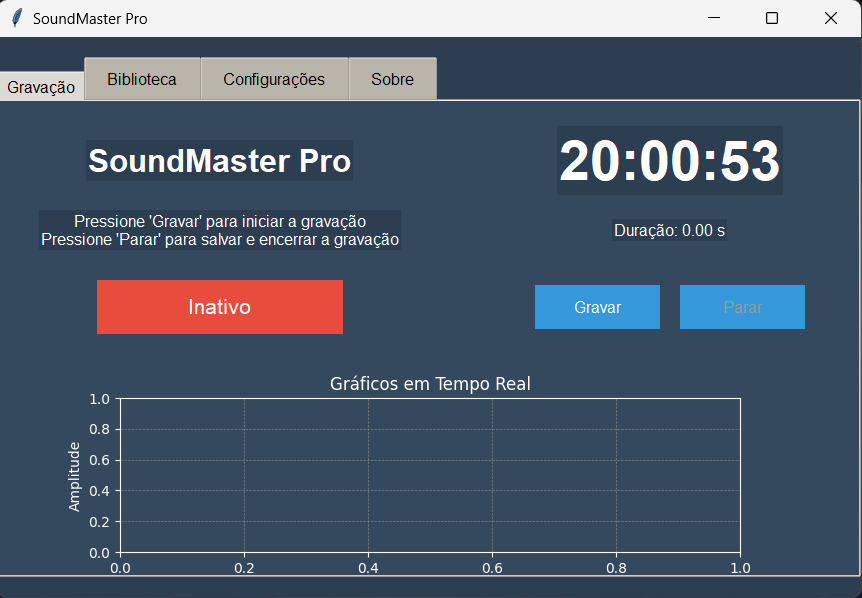 SoundMaster Pro
Gravação
Biblioteca
Configurações
Sobre
SoundMaster Pro
20:00:53
Pressione 'Gravar' para iniciar a gravação
Pressione 'Parar' para salvar e encerrar a gravação
Duração: 0.00 s
Inativo
Gravar
Parar
Gráficos em Tempo Real
Amplitude
1.0
0.8
0.6
0.4
0.2
0.0
0.0 0.2 0.4 0.6 0.8 1.0